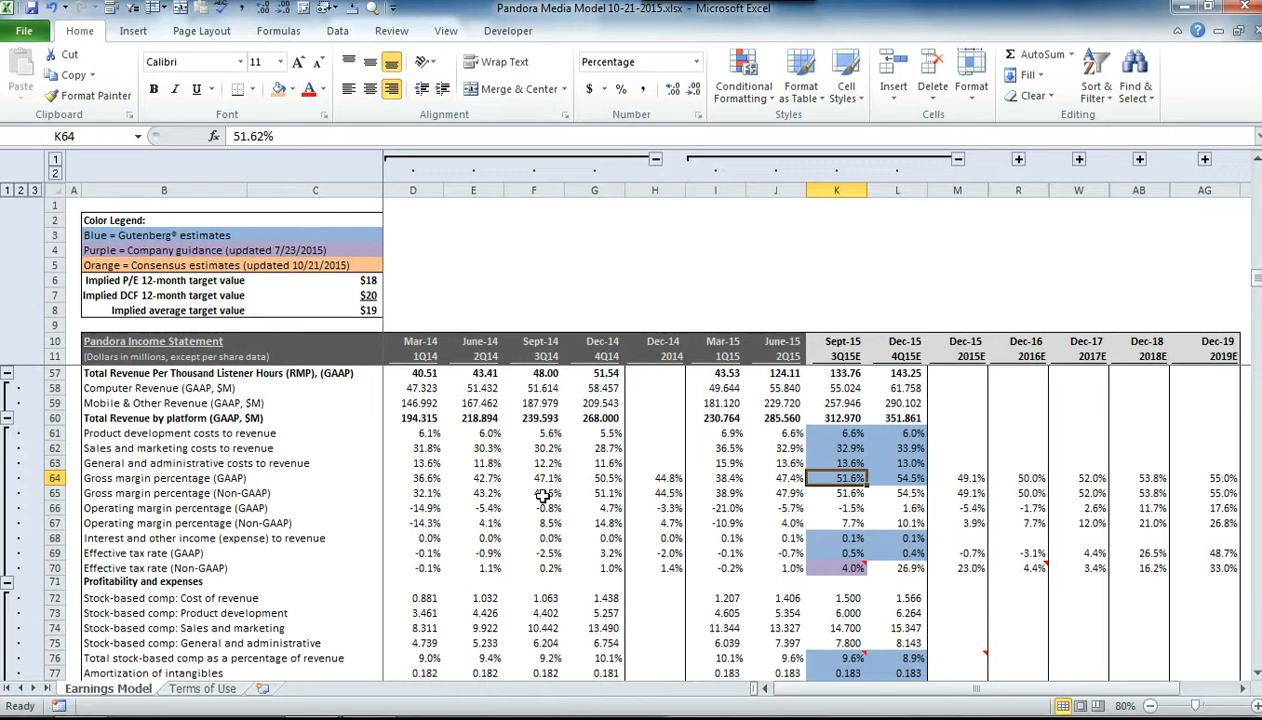 Pandora Media Model 10-21-2015.xlsx - Microsoft Excel
File Home Insert Page Layout Formulas Data Review View Developer
Paste Cut Copy Format Painter Clipboard
Calibri 11 B I U A Font
Wrap Text Merge & Center Alignment
Percentage $ % , Number
Conditional Formatting Format as Table Cell Styles Styles
Insert Delete Format Cells
AutoSum Fill Clear Sort & Filter Find & Select Editing
K64 fx 51.62%
1
2
1 2 3 A B C D E F G H I J K L M R W AB AG
1
2 Color Legend:
3 Blue = Gutenberg® estimates
4 Purple = Company guidance (updated 7/23/2015)
5 Orange = Consensus estimates (updated 10/21/2015)
6 Implied P/E 12-month target value $18
7 Implied DCF 12-month target value $20
8 Implied average target value $19
9
10 Pandora Income Statement Mar-14 June-14 Sept-14 Dec-14 Dec-14 Mar-15 June-15 Sept-15 Dec-15 Dec-15 Dec-16 Dec-17 Dec-18 Dec-19
11 (Dollars in millions, except per share data) 1Q14 2Q14 3Q14 4Q14 2014 1Q15 2Q15 3Q15E 4Q15E 2015E 2016E 2017E 2018E 2019E
57 Total Revenue Per Thousand Listener Hours (RMP), (GAAP) 40.51 43.41 48.00 51.54 43.53 124.11 133.76 143.25
58 Computer Revenue (GAAP, $M) 47.323 51.432 51.614 58.457 49.644 55.840 55.024 61.758
59 Mobile & Other Revenue (GAAP, $M) 146.992 167.462 187.979 209.543 181.120 229.720 257.946 290.102
60 Total Revenue by platform (GAAP, $M) 194.315 218.894 239.593 268.000 230.764 285.560 312.970 351.861
61 Product development costs to revenue 6.1% 6.0% 5.6% 5.5% 6.9% 6.6% 6.6% 6.0%
62 Sales and marketing costs to revenue 31.8% 30.3% 30.2% 28.7% 36.5% 32.9% 32.9% 33.9%
63 General and administrative costs to revenue 13.6% 11.8% 12.2% 11.6% 15.9% 13.6% 13.6% 13.0%
64 Gross margin percentage (GAAP) 36.6% 42.7% 47.1% 50.5% 44.8% 38.4% 47.4% 51.6% 54.5% 49.1% 50.0% 52.0% 53.8% 55.0%
65 Gross margin percentage (Non-GAAP) 32.1% 43.2% 51.1% 44.5% 38.9% 47.9% 51.6% 54.5% 49.1% 50.0% 52.0% 53.8% 55.0%
66 Operating margin percentage (GAAP) -14.9% -5.4% -0.8% 4.7% -3.3% -21.0% -5.7% -1.5% 1.6% -5.4% -1.7% 2.6% 11.7% 17.6%
67 Operating margin percentage (Non-GAAP) -14.3% 4.1% 8.5% 14.8% 4.7% -10.9% 4.0% 7.7% 10.1% 3.9% 7.7% 12.0% 21.0% 26.8%
68 Interest and other income (expense) to revenue 0.0% 0.0% 0.0% 0.0% 0.1% 0.1% 0.1% 0.1%
69 Effective tax rate (GAAP) -0.1% -0.9% -2.5% 3.2% -2.0% 0.1% -0.7% 0.5% 0.4% -0.7% -3.1% 4.4% 26.5% 48.7%
70 Effective tax rate (Non-GAAP) -0.1% 1.1% 0.2% 1.0% 1.4% -0.2% 1.0% 4.0% 26.9% 23.0% 4.4% 3.4% 16.2% 33.0%
71 Profitability and expenses
72 Stock-based comp: Cost of revenue 0.881 1.032 1.063 1.438 1.207 1.406 1.500 1.566
73 Stock-based comp: Product development 3.461 4.426 4.402 5.257 4.605 5.354 6.000 6.264
74 Stock-based comp: Sales and marketing 8.311 9.922 10.442 13.490 11.344 13.327 14.700 15.347
75 Stock-based comp: General and administrative 4.739 5.233 6.204 6.754 6.039 7.397 7.800 8.143
76 Total stock-based comp as a percentage of revenue 9.0% 9.4% 9.2% 10.1% 10.1% 9.6% 9.6% 8.9%
77 Amortization of intangibles 0.182 0.182 0.182 0.181 0.183 0.183 0.183 0.183
Earnings Model Terms of Use
Ready 80%